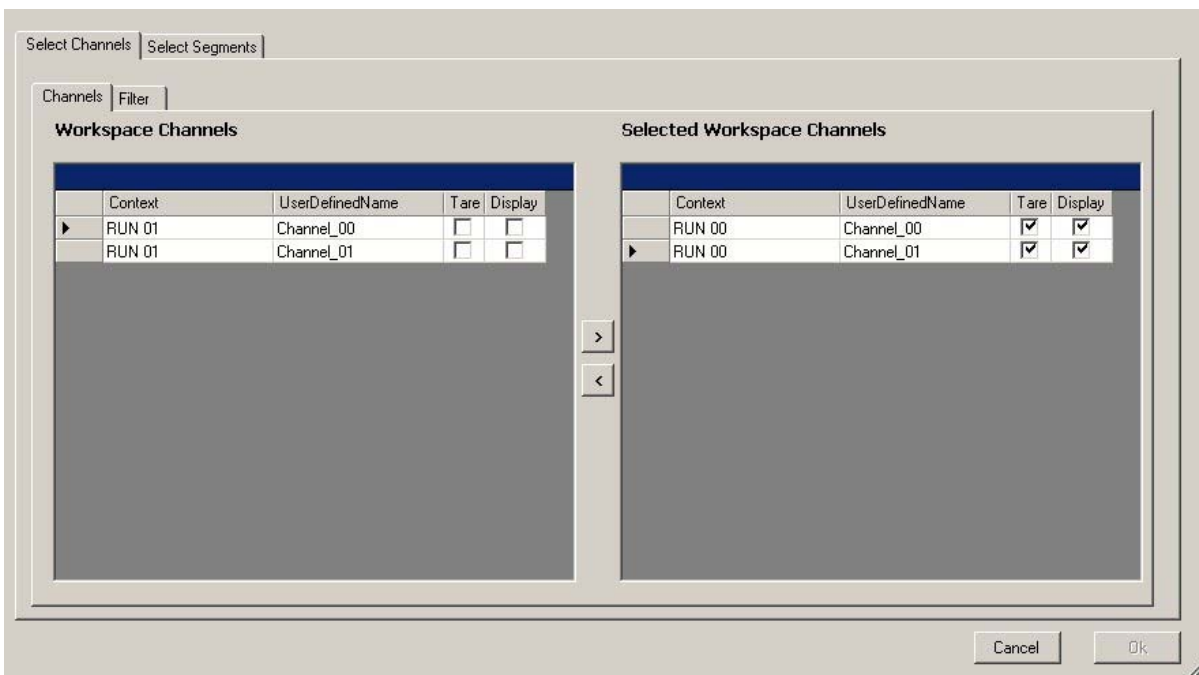 Select Channels Select Segments
Channels Filter
Workspace Channels
Context UserDefinedName Tare Display
RUN 01 Channel_00
RUN 01 Channel_01
>
<
Selected Workspace Channels
Context UserDefinedName Tare Display
RUN 00 Channel_00
RUN 00 Channel_01
Cancel Ok